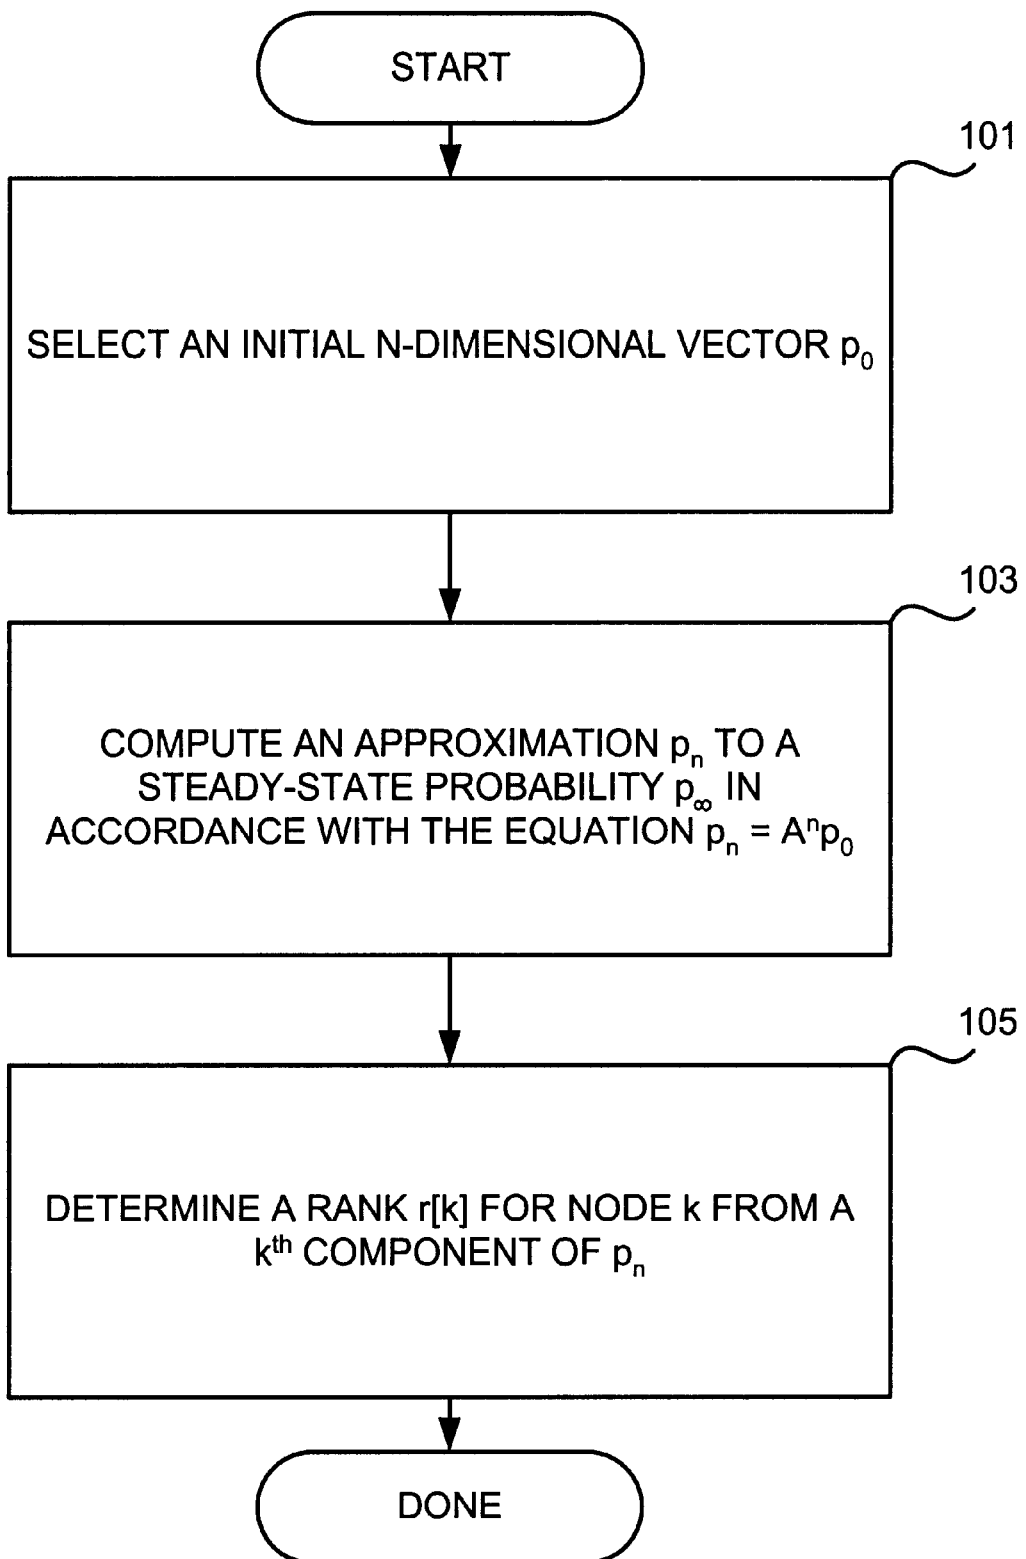 START
101
SELECT AN INITIAL N-DIMENSIONAL VECTOR p₀
103
COMPUTE AN APPROXIMATION pₙ TO A
STEADY-STATE PROBABILITY p∞ IN
ACCORDANCE WITH THE EQUATION pₙ = Aⁿp₀
105
DETERMINE A RANK r[k] FOR NODE k FROM A
kᵗʰ COMPONENT OF pₙ
DONE